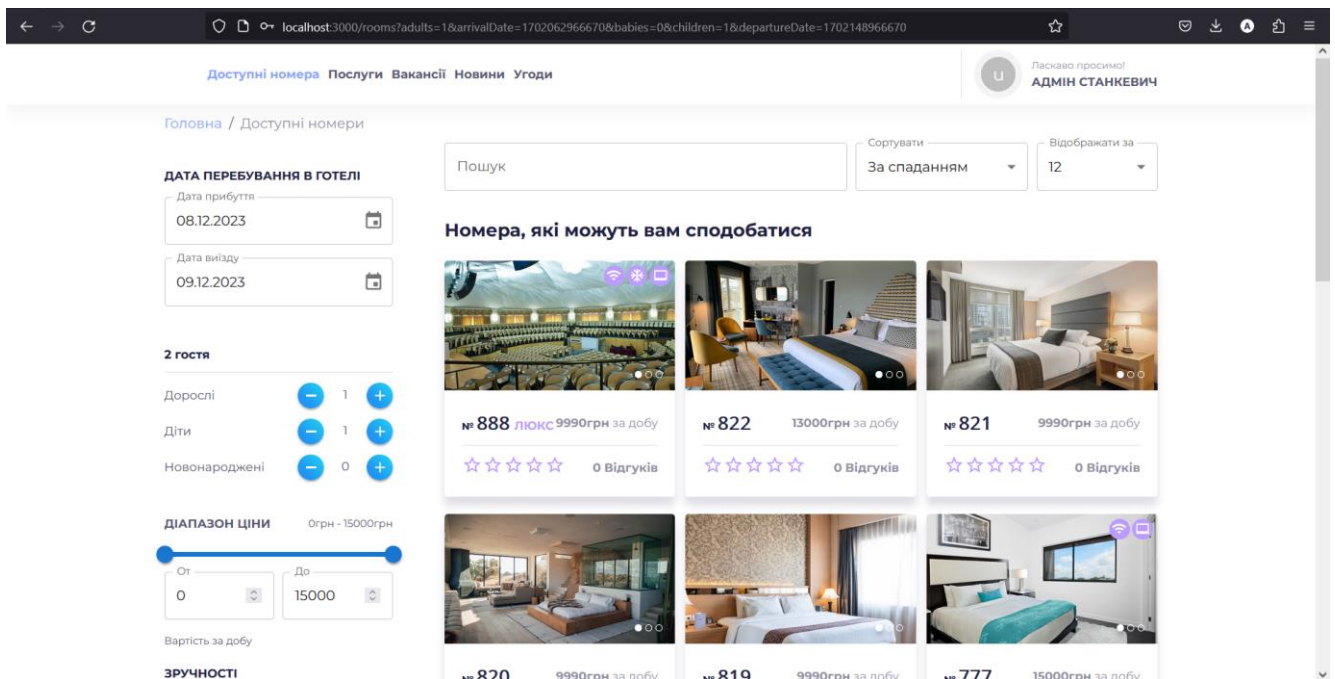 localhost:3000/rooms?adults=1&arrivalDate=1702062966670&babies=0&children=1&departureDate=1702148966670
Доступні номера Послуги Вакансії Новини Угоди
u
Ласкаво просимо!
АДМІН СТАНКЕВИЧ
Головна / Доступні номери
ДАТА ПЕРЕБУВАННЯ В ГОТЕЛІ
Дата прибуття
08.12.2023
Дата виїзду
09.12.2023
2 гостя
Дорослі 1
Діти 1
Новонароджені 0
ДІАПАЗОН ЦІНИ 0грн - 15000грн
От
0
До
15000
Вартість за добу
ЗРУЧНОСТІ
Пошук
Сортувати
За спаданням
Відображати за
12
Номера, які можуть вам сподобатися
№ 888 ЛЮКС 9990грн за добу
0 Відгуків
№ 822 13000грн за добу
0 Відгуків
№ 821 9990грн за добу
0 Відгуків
№ 820 9990грн за добу
№ 819 9990грн за добу
№ 777 15000грн за добу